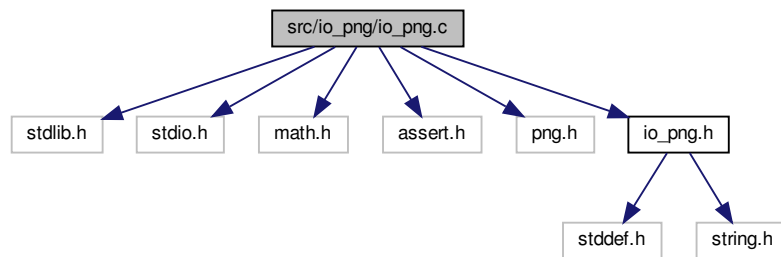 src/io_png/io_png.c
stdlib.h
stdio.h
math.h
assert.h
png.h
io_png.h
stddef.h
string.h